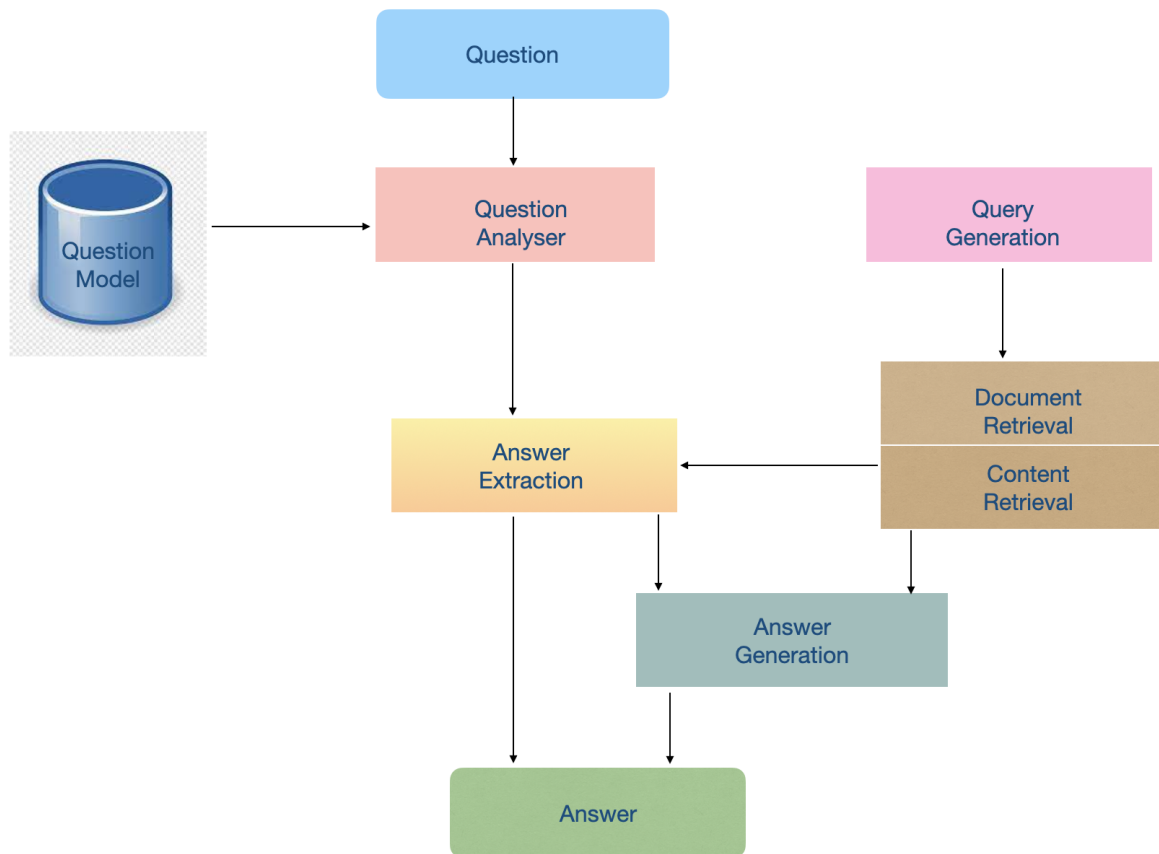 Question
Question
Analyser
Query
Generation
Question
Model
Document
Retrieval
Answer
Extraction
Content
Retrieval
Answer
Generation
Answer